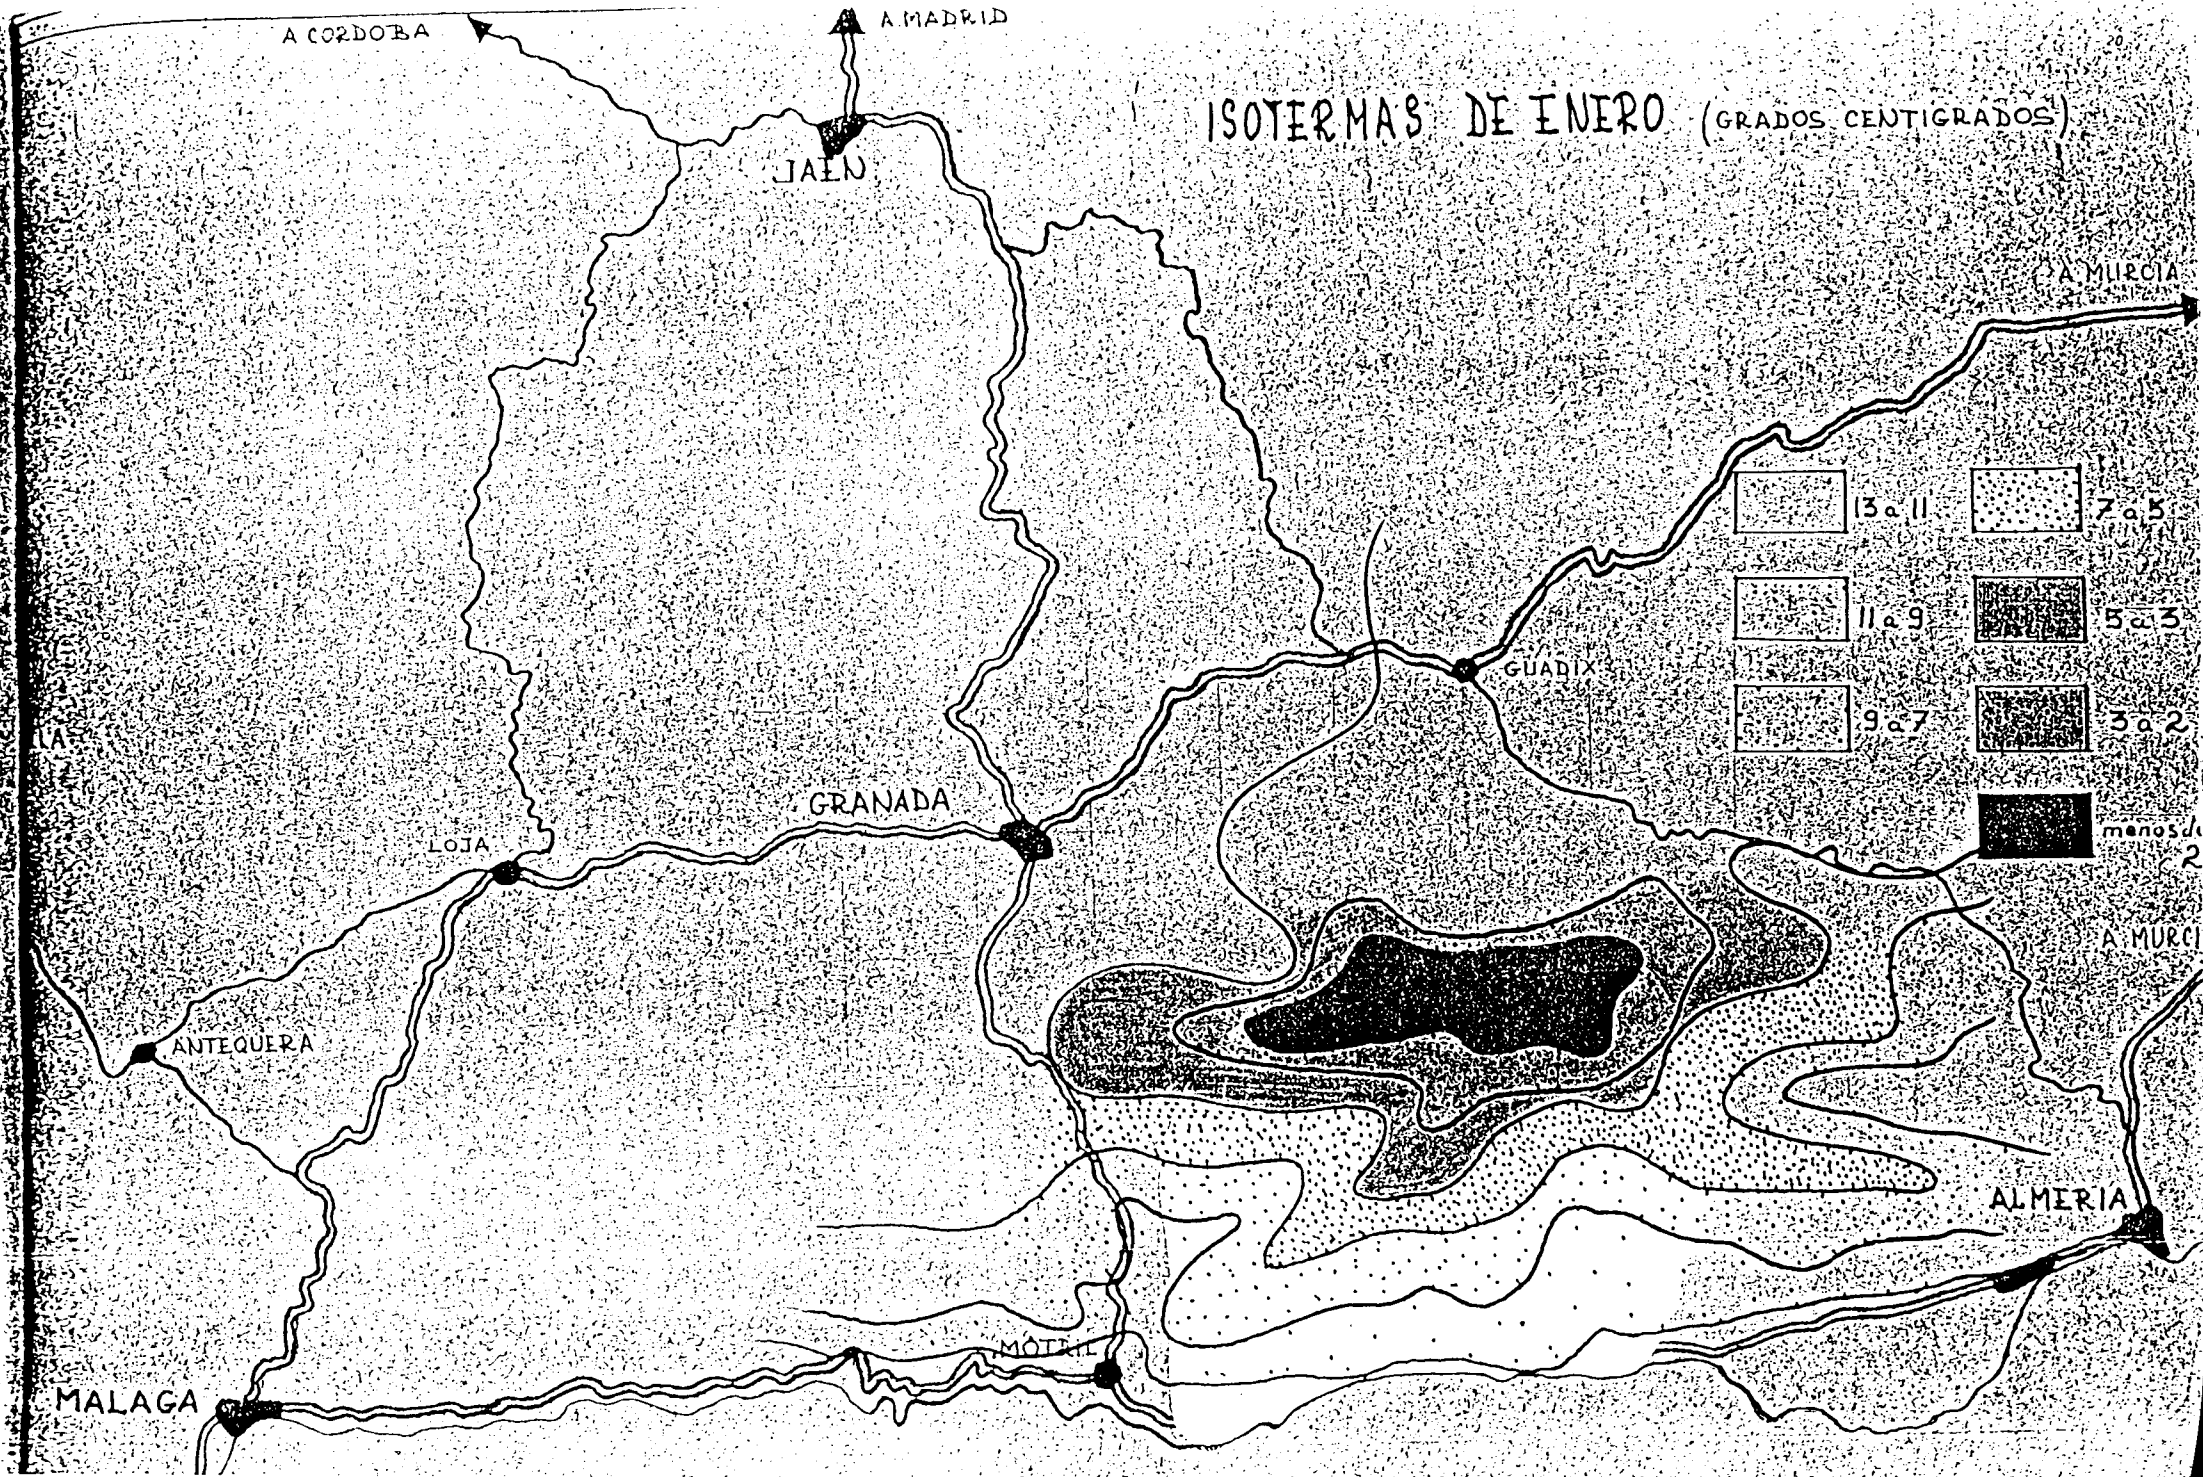 A CORDOBA
A MADRID
ISOTERMAS DE ENERO (GRADOS CENTIGRADOS)
JAEN
A MURCIA
13 a 11
7 a 5
11 a 9
5 a 3
GUADIX
9 a 7
3 a 2
GRANADA
menos de
2
LOJA
A MURCI
ANTEQUERA
ALMERIA
MOTRIL
MALAGA